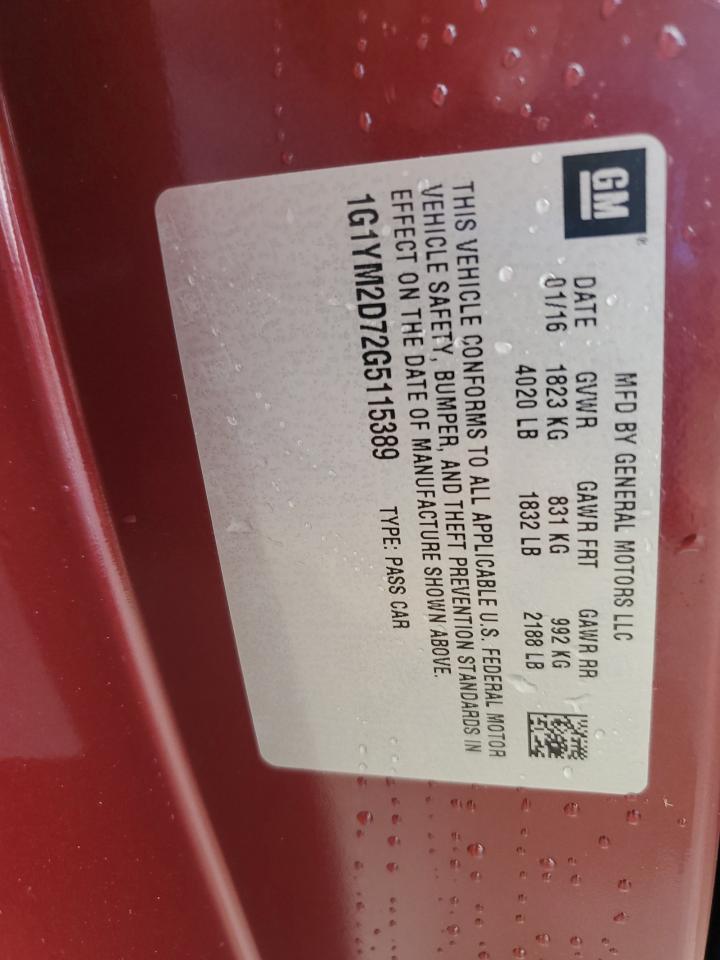 GM
MFD BY GENERAL MOTORS LLC
DATE GVWR GAWR FRT GAWR RR
01/16 1823 KG 831 KG 992 KG
4020 LB 1832 LB 2188 LB
THIS VEHICLE CONFORMS TO ALL APPLICABLE U.S. FEDERAL MOTOR
VEHICLE SAFETY, BUMPER, AND THEFT PREVENTION STANDARDS IN
EFFECT ON THE DATE OF MANUFACTURE SHOWN ABOVE.
1G1YM2D72G5115389 TYPE: PASS CAR